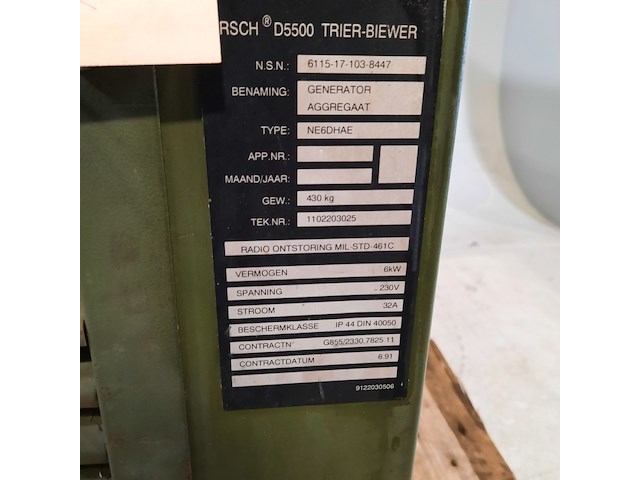 RSCH® D5500 TRIER-BIEWER
N.S.N.: 6115-17-103-8447
BENAMING: GENERATOR
AGGREGAAT
TYPE: NE6DHAE
APP.NR.:
MAAND/JAAR:
GEW.: 430 kg
TEK.NR.: 1102203025
RADIO ONTSTORING MIL-STD-461C
VERMOGEN 6kW
SPANNING 230V
STROOM 32A
BESCHERMKLASSE IP 44 DIN 40050
CONTRACTN° G855/2330.7825.11
CONTRACTDATUM 6.91
9122030506